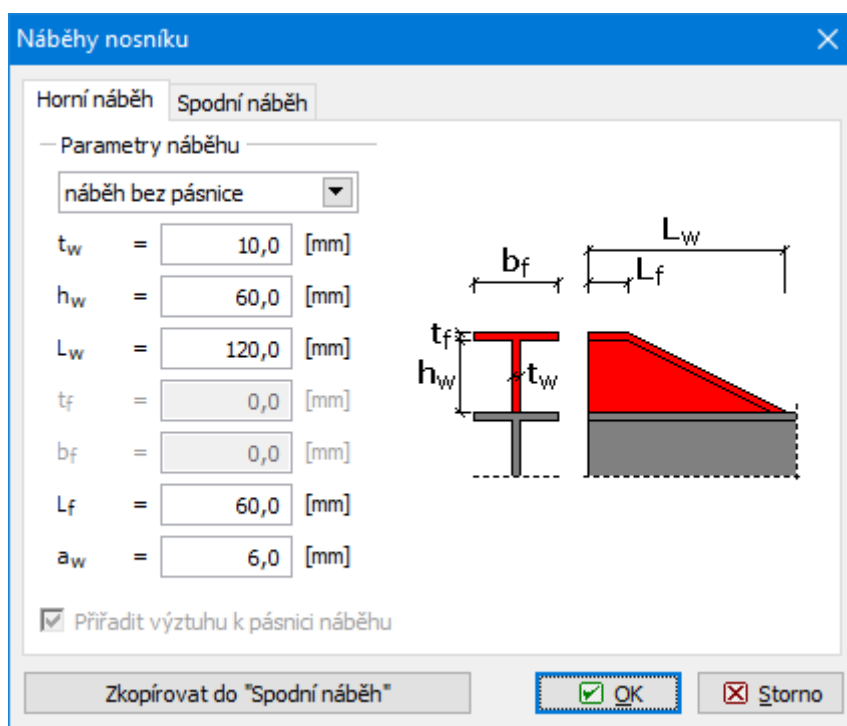 Náběhy nosníku
Horní náběh Spodní náběh
Parametry náběhu
náběh bez pásnice
tw = 10,0 [mm]
hw = 60,0 [mm]
Lw = 120,0 [mm]
tf = 0,0 [mm]
bf = 0,0 [mm]
Lf = 60,0 [mm]
aw = 6,0 [mm]
Lw
bf
Lf
tf
hw
tw
Přiřadit výztuhu k pásnici náběhu
Zkopírovat do "Spodní náběh" OK Storno